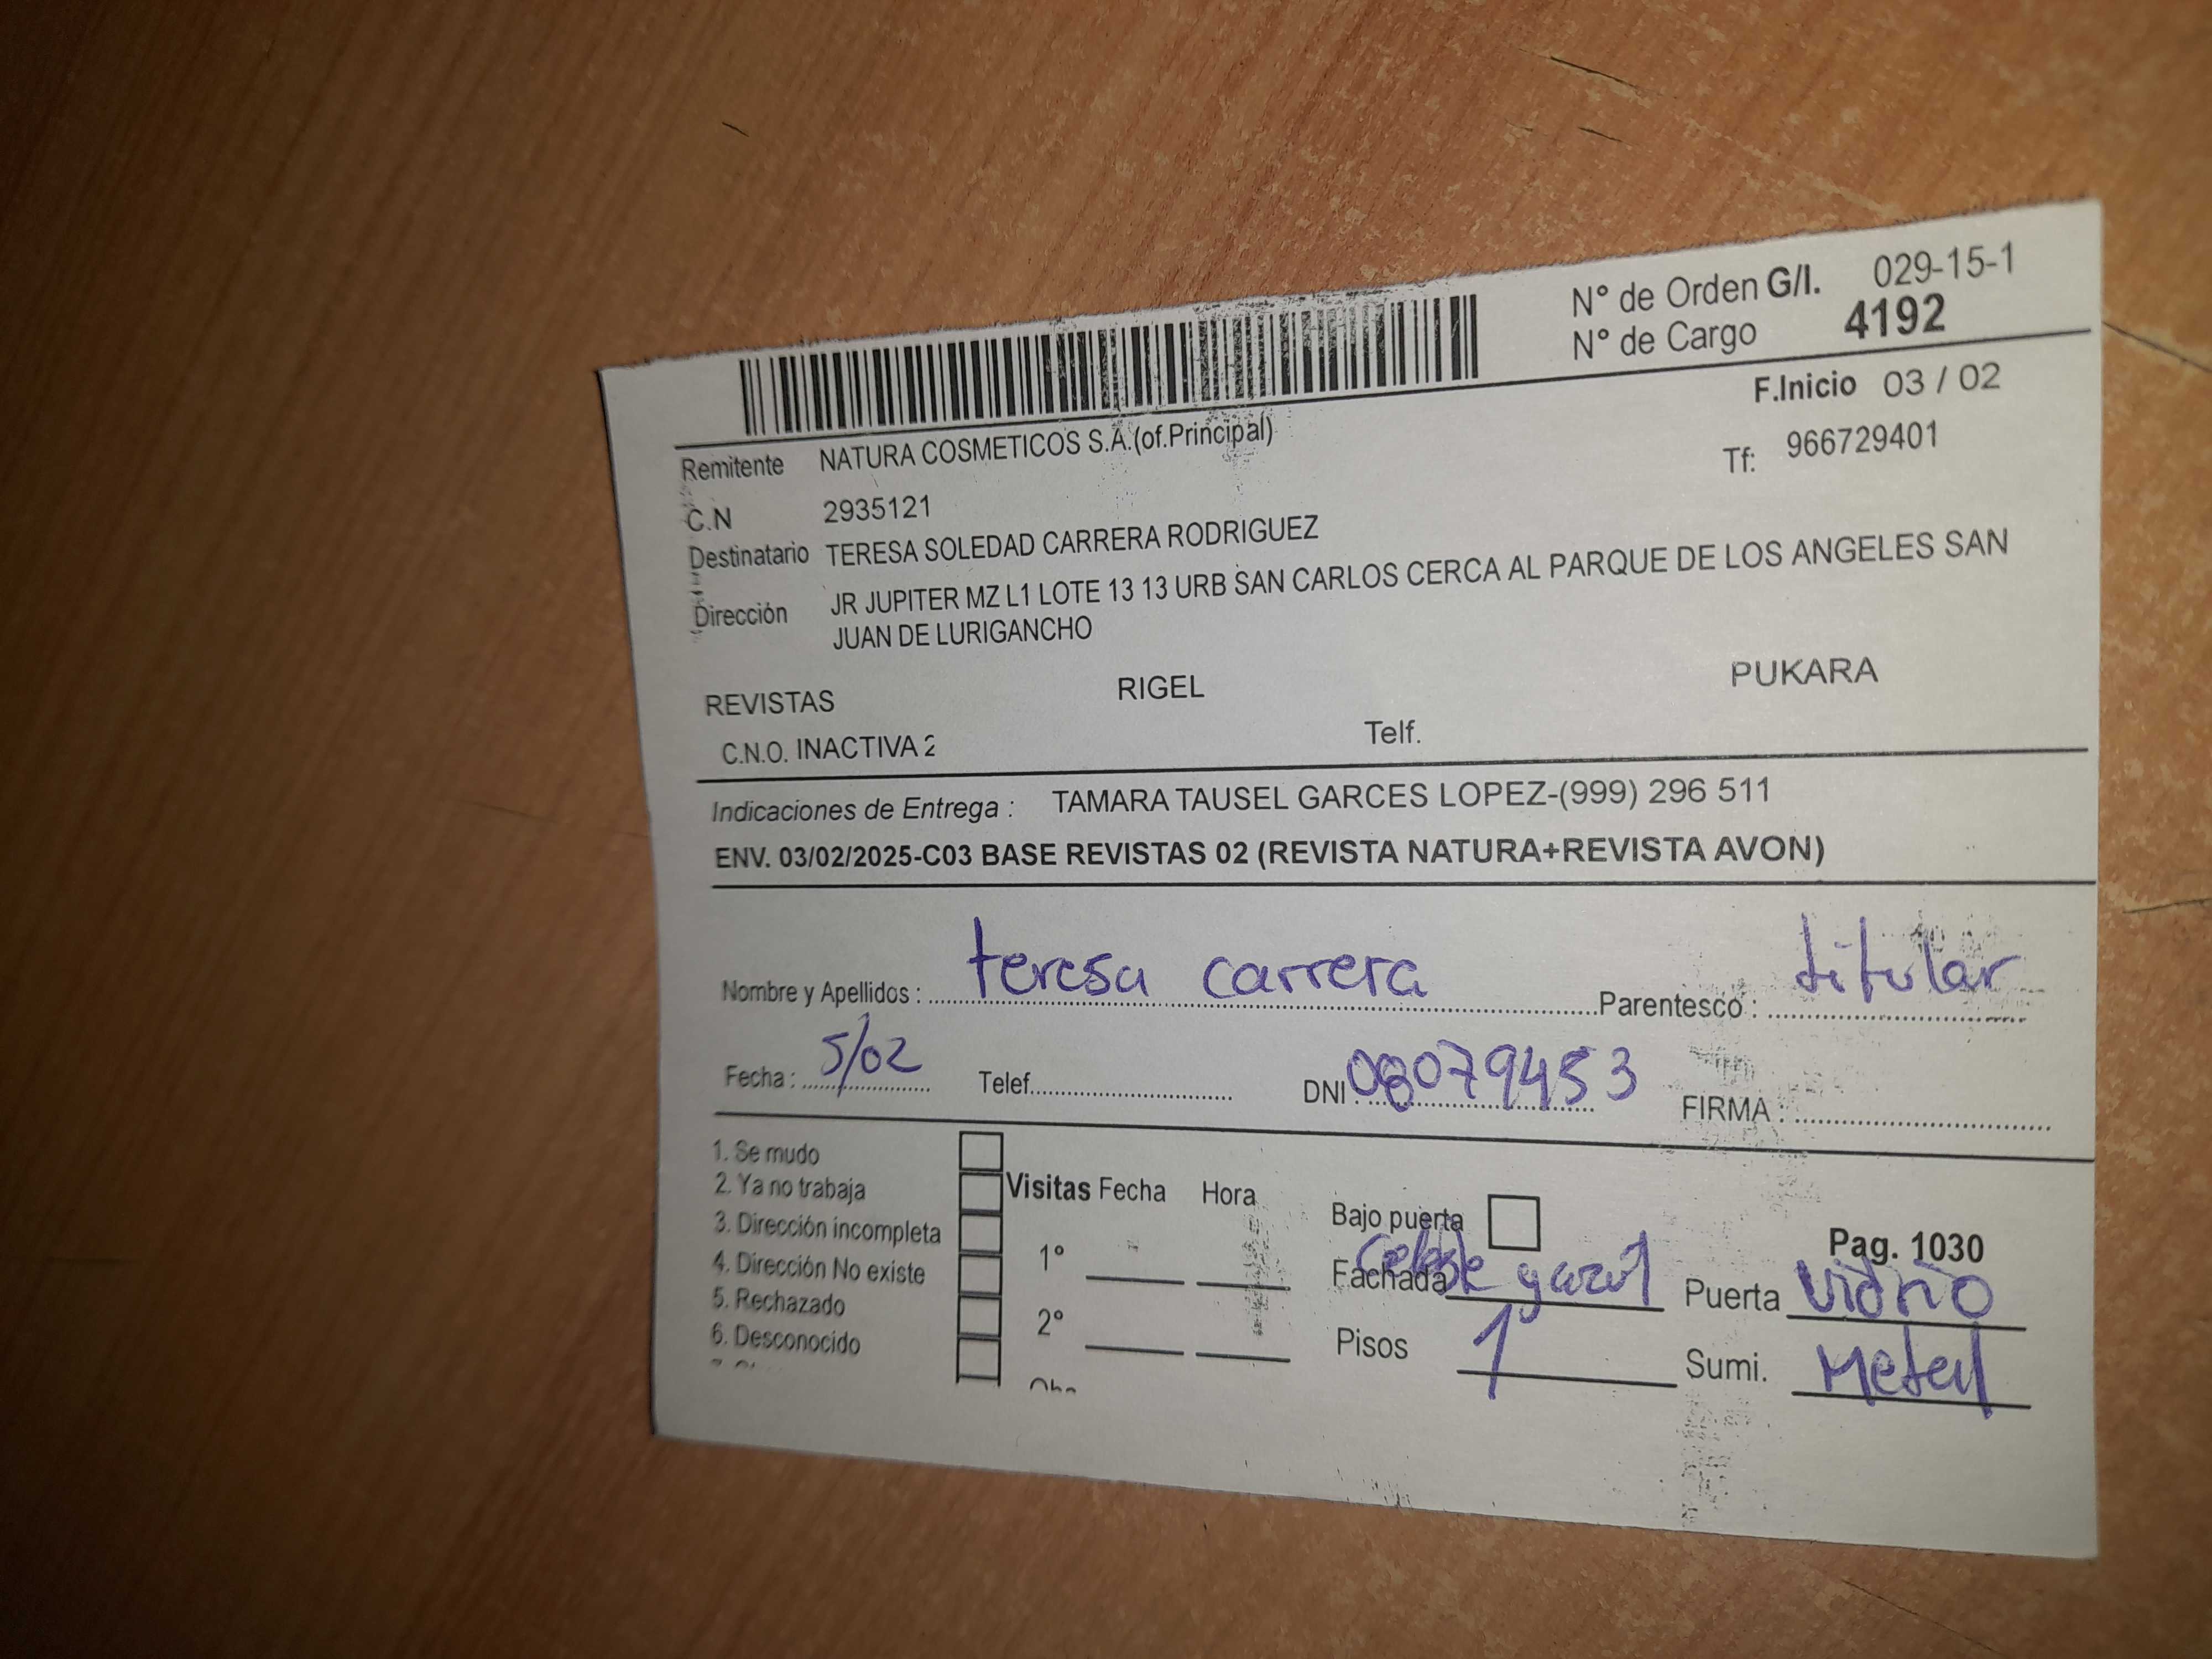 N° de Orden G/I. 029-15-1
N° de Cargo 4192
F.Inicio 03 / 02
Remitente NATURA COSMETICOS S.A.(of.Principal)
Tf: 966729401
C.N 2935121
Destinatario TERESA SOLEDAD CARRERA RODRIGUEZ
Dirección JR JUPITER MZ L1 LOTE 13 13 URB SAN CARLOS CERCA AL PARQUE DE LOS ANGELES SAN
JUAN DE LURIGANCHO
REVISTAS RIGEL PUKARA
C.N.O. INACTIVA 2 Telf.
Indicaciones de Entrega : TAMARA TAUSEL GARCES LOPEZ-(999) 296 511
ENV. 03/02/2025-C03 BASE REVISTAS 02 (REVISTA NATURA+REVISTA AVON)
Nombre y Apellidos : teresa carrera Parentesco : titular
Fecha : 5/02 Telef. DNI : 08079453 FIRMA :
1. Se mudo
2. Ya no trabaja
3. Dirección incompleta
4. Dirección No existe
5. Rechazado
6. Desconocido
Visitas Fecha Hora
1°
2°
Bajo puerta
Pag. 1030
Fachada Celeste y azul Puerta vidrio
Pisos 1 Sumi. Metal